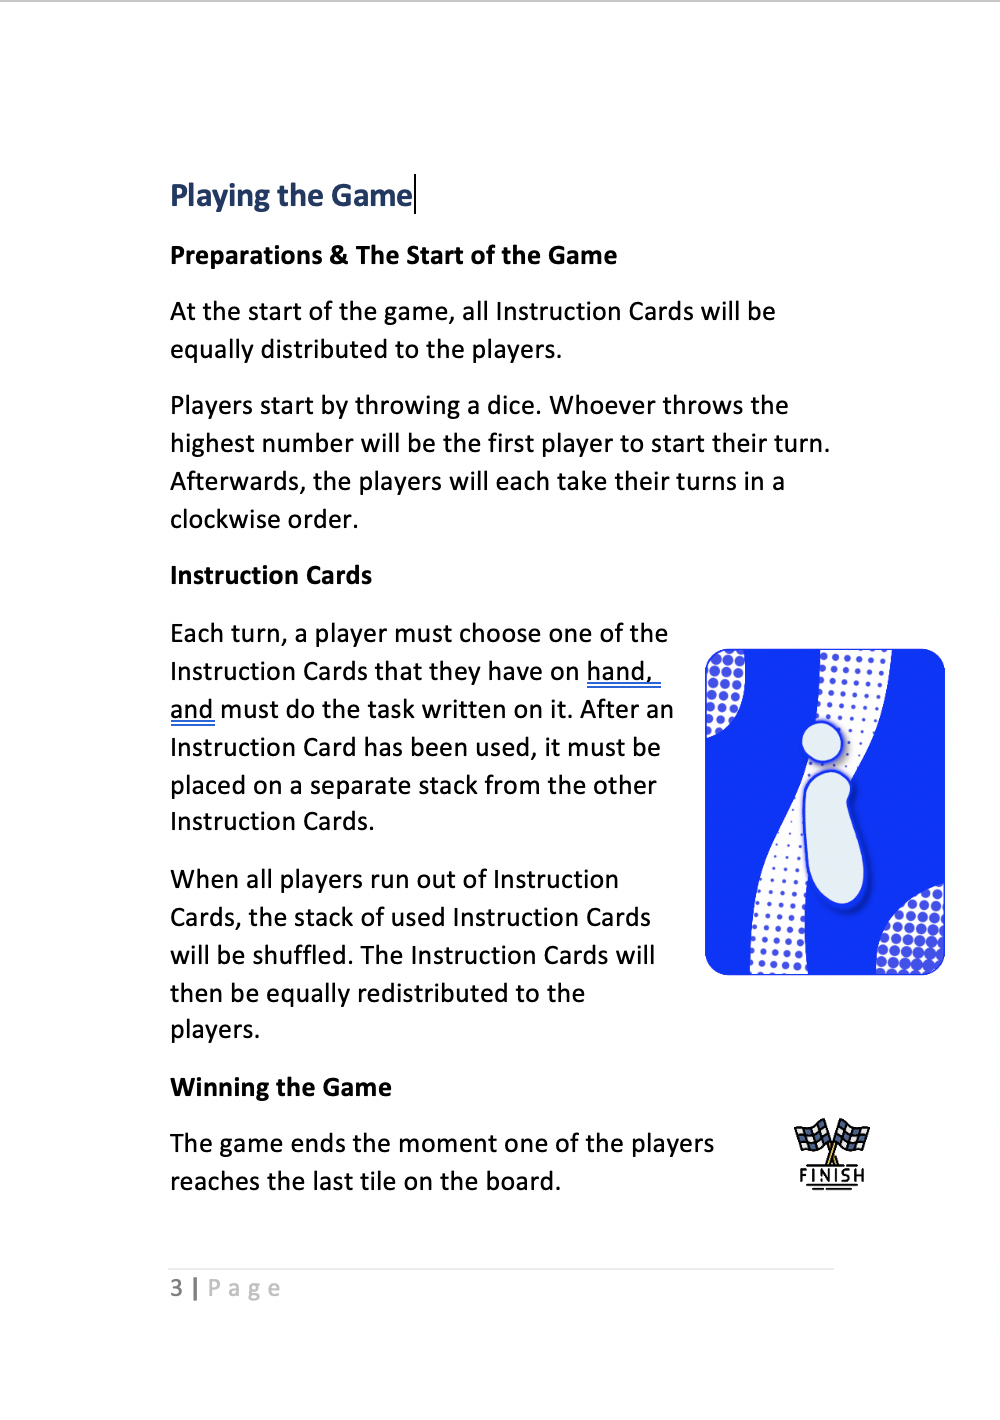 Playing the Game
Preparations & The Start of the Game
At the start of the game, all Instruction Cards will be
equally distributed to the players.
Players start by throwing a dice. Whoever throws the
highest number will be the first player to start their turn.
Afterwards, the players will each take their turns in a
clockwise order.
Instruction Cards
Each turn, a player must choose one of the
Instruction Cards that they have on hand,
and must do the task written on it. After an
Instruction Card has been used, it must be
placed on a separate stack from the other
Instruction Cards.
When all players run out of Instruction
Cards, the stack of used Instruction Cards
will be shuffled. The Instruction Cards will
then be equally redistributed to the
players.
Winning the Game
The game ends the moment one of the players
reaches the last tile on the board.
FINISH
3 | Page